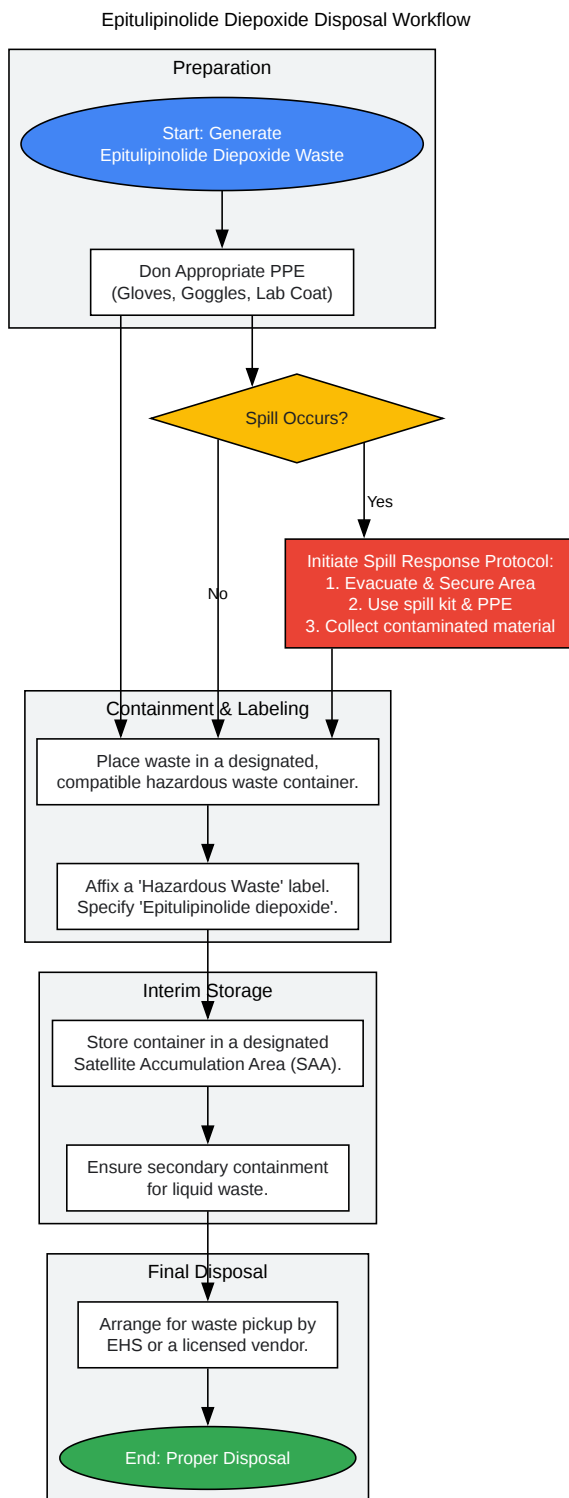 Epitulipinolide Diepoxide Disposal Workflow
Preparation
Start: Generate
Epitulipinolide Diepoxide Waste
Don Appropriate PPE
(Gloves, Goggles, Lab Coat)
Spill Occurs?
Yes
Initiate Spill Response Protocol:
1. Evacuate & Secure Area
2. Use spill kit & PPE
3. Collect contaminated material
No
Containment & Labeling
Place waste in a designated,
compatible hazardous waste container.
Affix a 'Hazardous Waste' label.
Specify 'Epitulipinolide diepoxide'.
Interim Storage
Store container in a designated
Satellite Accumulation Area (SAA).
Ensure secondary containment
for liquid waste.
Final Disposal
Arrange for waste pickup by
EHS or a licensed vendor.
End: Proper Disposal